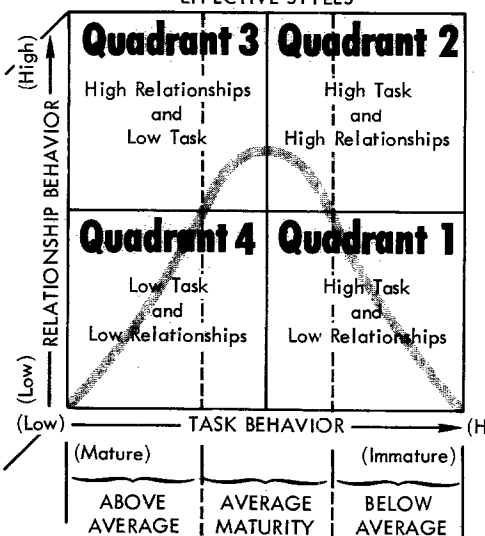 EFFECTIVE STYLES
Quadrant 3
High Relationships
and
Low Task
Quadrant 2
High Task
and
High Relationships
Quadrant 4
Low Task
and
Low Relationships
Quadrant 1
High Task
and
Low Relationships
(High)
RELATIONSHIP BEHAVIOR
(Low)
(Low) TASK BEHAVIOR (H
(Mature) (Immature)
ABOVE
AVERAGE
AVERAGE
MATURITY
BELOW
AVERAGE